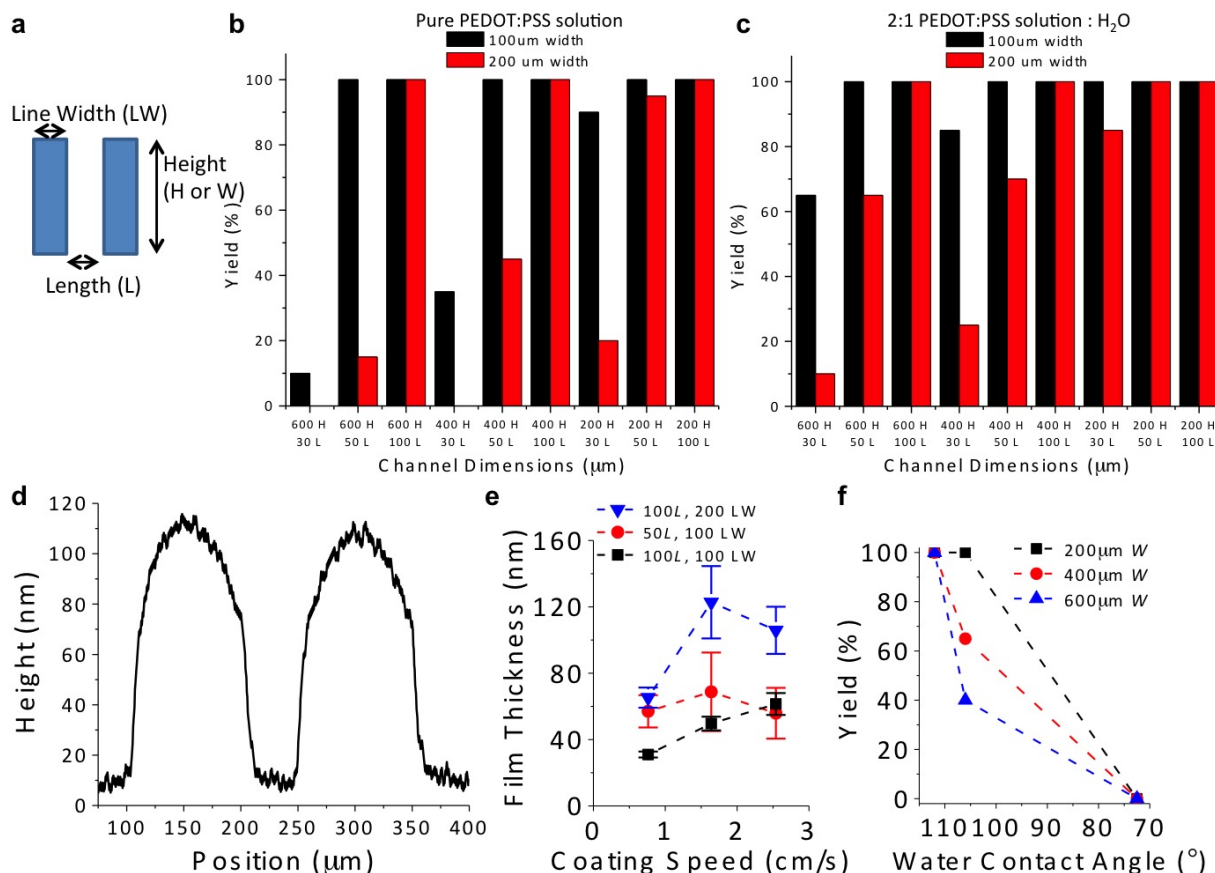 a
Line Width (LW)
Height
(H or W)
Length (L)
b
Pure PEDOT:PSS solution
100um width
200 um width
100
80
60
40
20
0
Yield (%)
600 H 600 H 600 H 400 H 400 H 400 H 200 H 200 H 200 H
30 L 50 L 100 L 30 L 50 L 100 L 30 L 50 L 100 L
Channel Dimensions (μm)
c
2:1 PEDOT:PSS solution : H₂O
100um width
200 um width
100
80
60
40
20
0
Yield (%)
600 H 600 H 600 H 400 H 400 H 400 H 200 H 200 H 200 H
30 L 50 L 100 L 30 L 50 L 100 L 30 L 50 L 100 L
Channel Dimensions (μm)
d
120
100
80
60
40
20
0
Height (nm)
100 150 200 250 300 350 400
Position (μm)
e
100L, 200 LW
50L, 100 LW
100L, 100 LW
160
120
80
40
0
Film Thickness (nm)
0 1 2 3
Coating Speed (cm/s)
f
200μm W
400μm W
600μm W
100
80
60
40
20
0
Yield (%)
110 100 90 80 70
Water Contact Angle (°)